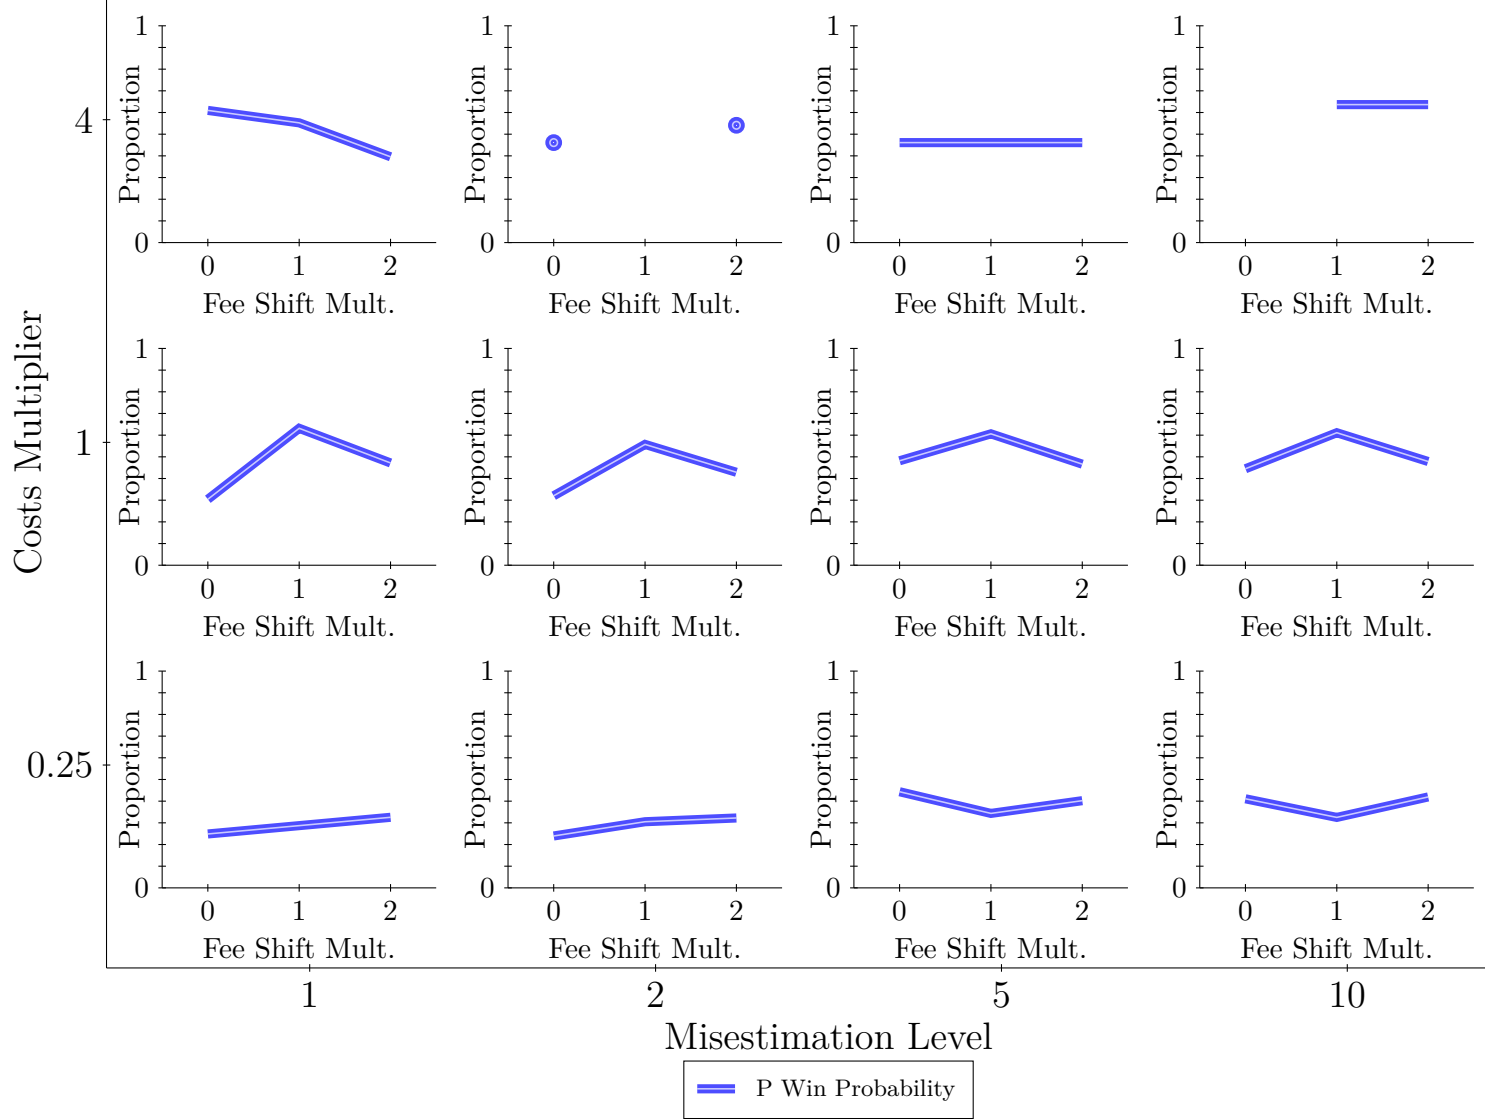 1 1 1 1
Proportion Proportion Proportion Proportion
4
0 0 0 0
0 1 2 0 1 2 0 1 2 0 1 2
Fee Shift Mult. Fee Shift Mult. Fee Shift Mult. Fee Shift Mult.
Costs Multiplier
1 1 1 1
Proportion Proportion Proportion Proportion
1
0 0 0 0
0 1 2 0 1 2 0 1 2 0 1 2
Fee Shift Mult. Fee Shift Mult. Fee Shift Mult. Fee Shift Mult.
1 1 1 1
Proportion Proportion Proportion Proportion
0.25
0 0 0 0
0 1 2 0 1 2 0 1 2 0 1 2
Fee Shift Mult. Fee Shift Mult. Fee Shift Mult. Fee Shift Mult.
1 2 5 10
Misestimation Level
P Win Probability